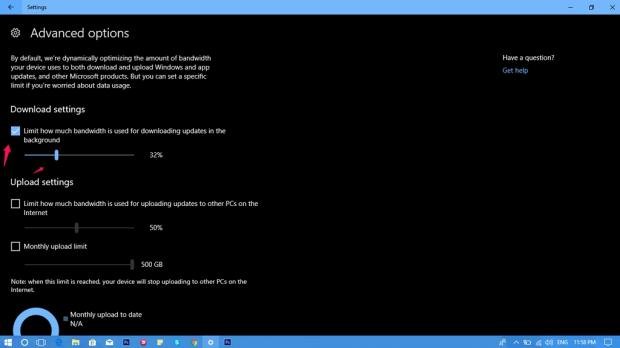 Settings
Advanced options
By default, we're dynamically optimizing the amount of bandwidth
your device uses to both download and upload Windows and app
updates, and other Microsoft products. But you can set a specific
limit if you're worried about data usage.
Have a question?
Get help
Download settings
Limit how much bandwidth is used for downloading updates in the
background
32%
Upload settings
Limit how much bandwidth is used for uploading updates to other PCs on the
Internet
50%
Monthly upload limit
500 GB
Note: when this limit is reached, your device will stop uploading to other PCs on the
Internet.
Monthly upload to date
N/A
ENG
11:58 PM